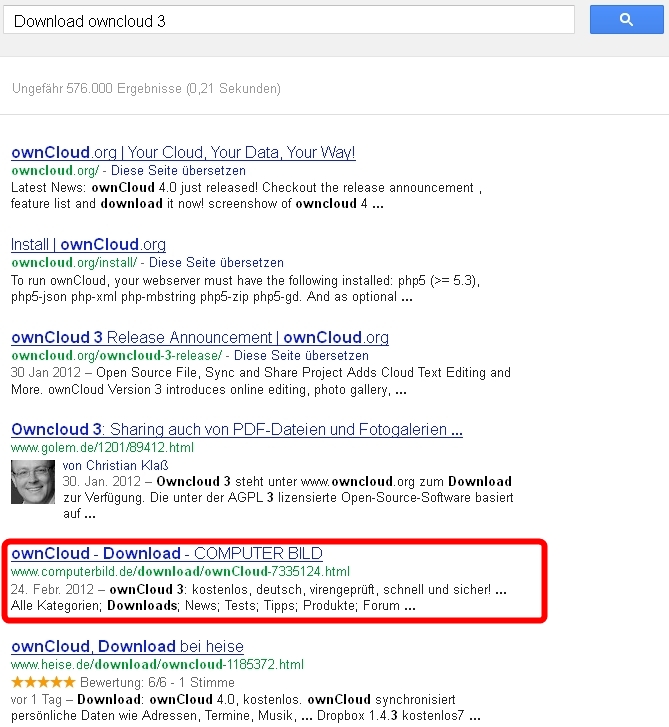 Download owncloud 3
Ungefähr 576.000 Ergebnisse (0,21 Sekunden)
ownCloud.org | Your Cloud, Your Data, Your Way!
owncloud.org/ - Diese Seite übersetzen
Latest News: ownCloud 4.0 just released! Checkout the release announcement ,
feature list and download it now! screenshow of owncloud 4 ...
Install | ownCloud.org
owncloud.org/install/ - Diese Seite übersetzen
To run ownCloud, your webserver must have the following installed: php5 (>= 5.3),
php5-json php-xml php-mbstring php5-zip php5-gd. And as optional ...
ownCloud 3 Release Announcement | ownCloud.org
owncloud.org/owncloud-3-release/ - Diese Seite übersetzen
30 Jan 2012 – Open Source File, Sync and Share Project Adds Cloud Text Editing and
More. ownCloud Version 3 introduces online editing, photo gallery, ...
Owncloud 3: Sharing auch von PDF-Dateien und Fotogalerien ...
www.golem.de/1201/89412.html
von Christian Klaß
30. Jan. 2012 – Owncloud 3 steht unter www.owncloud.org zum Download
zur Verfügung. Die unter der AGPL 3 lizensierte Open-Source-Software basiert
auf ...
ownCloud - Download - COMPUTER BILD
www.computerbild.de/download/ownCloud-7335124.html
24. Febr. 2012 – ownCloud 3: kostenlos, deutsch, virengeprüft, schnell und sicher! ...
Alle Kategorien; Downloads; News; Tests; Tipps; Produkte; Forum ...
ownCloud, Download bei heise
www.heise.de/download/owncloud-1185372.html
Bewertung: 6/6 - 1 Stimme
vor 1 Tag – Download: ownCloud 4.0, kostenlos. ownCloud synchronisiert
persönliche Daten wie Adressen, Termine, Musik, ... Dropbox 1.4.3 kostenlos7 ...